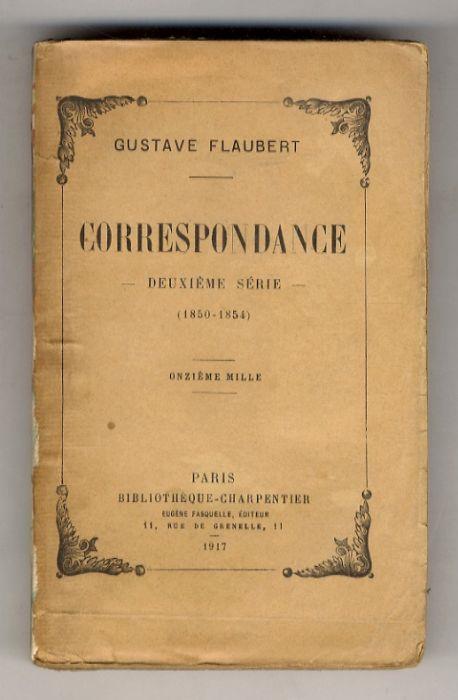 GUSTAVE FLAUBERT
CORRESPONDANCE
— DEUXIÈME SÉRIE —
(1850-1854)
ONZIÈME MILLE
PARIS
BIBLIOTHÈQUE-CHARPENTIER
EUGÈNE FASQUELLE, ÉDITEUR
11, RUE DE GRENELLE, 11
1917